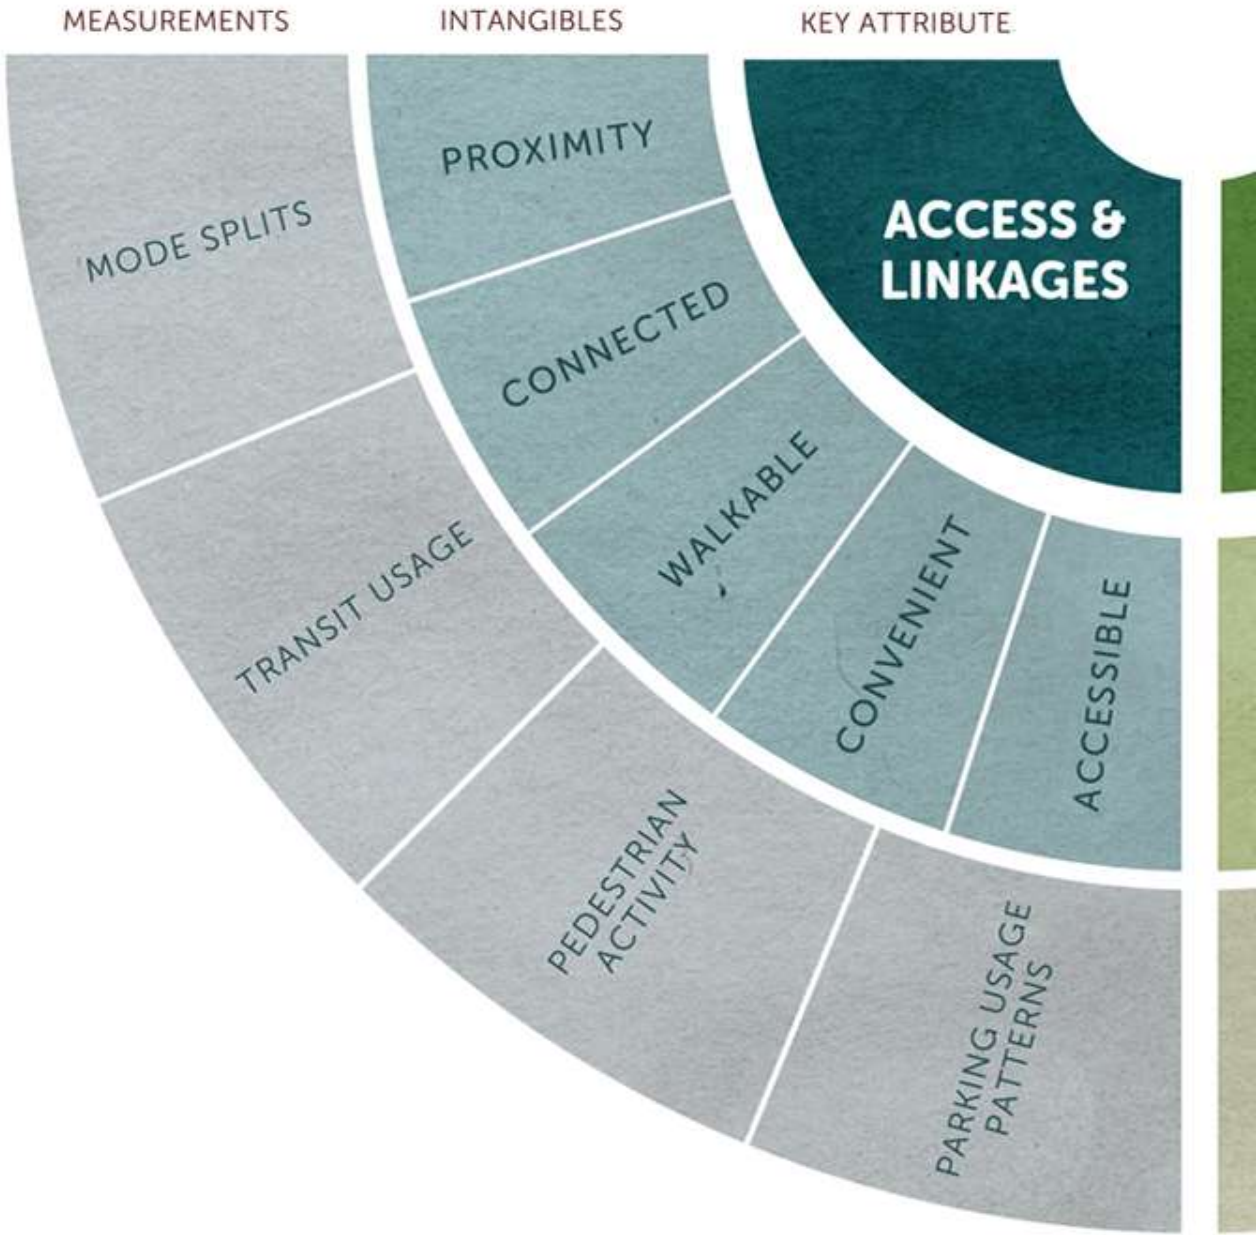 MEASUREMENTS
INTANGIBLES
KEY ATTRIBUTE
ACCESS &
LINKAGES
PROXIMITY
CONNECTED
WALKABLE
CONVENIENT
ACCESSIBLE
MODE SPLITS
TRANSIT USAGE
PEDESTRIAN
ACTIVITY
PARKING USAGE
PATTERNS